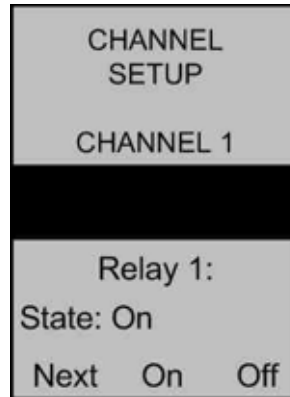 CHANNEL
SETUP
CHANNEL 1
Relay 1:
State: On
Next On Off